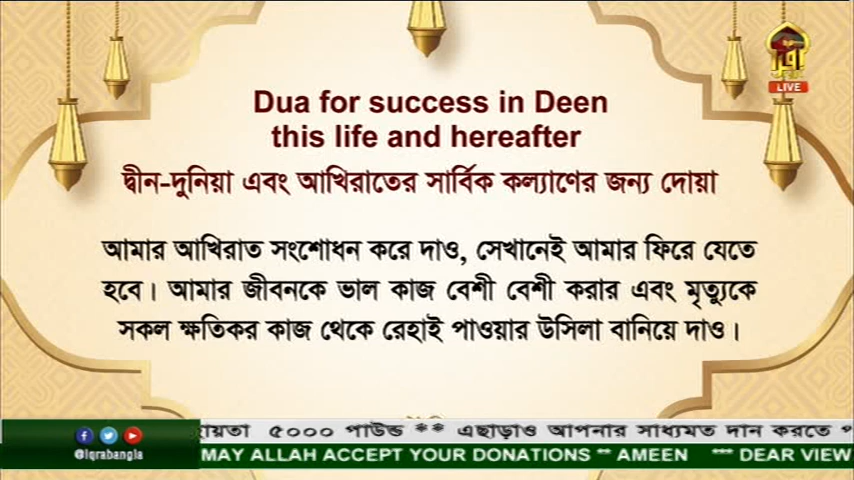 Dua for success in Deen
this life and hereafter
দ্বীন-দুনিয়া এবং আখিরাতের সার্বিক কল্যাণের জন্য দোয়া
আমার আখিরাত সংশোধন করে দাও, সেখানেই আমার ফিরে যেতে
হবে। আমার জীবনকে ভাল কাজ বেশী বেশী করার এবং মৃত্যুকে
সকল ক্ষতিকর কাজ থেকে রেহাই পাওয়ার উসিলা বানিয়ে দাও।
LIVE
৫০০০ পাউন্ড ** এছাড়াও আপনার সাধ্যমত দান করতে
@iqrabangla
MAY ALLAH ACCEPT YOUR DONATIONS ** AMEEN *** DEAR VIEW